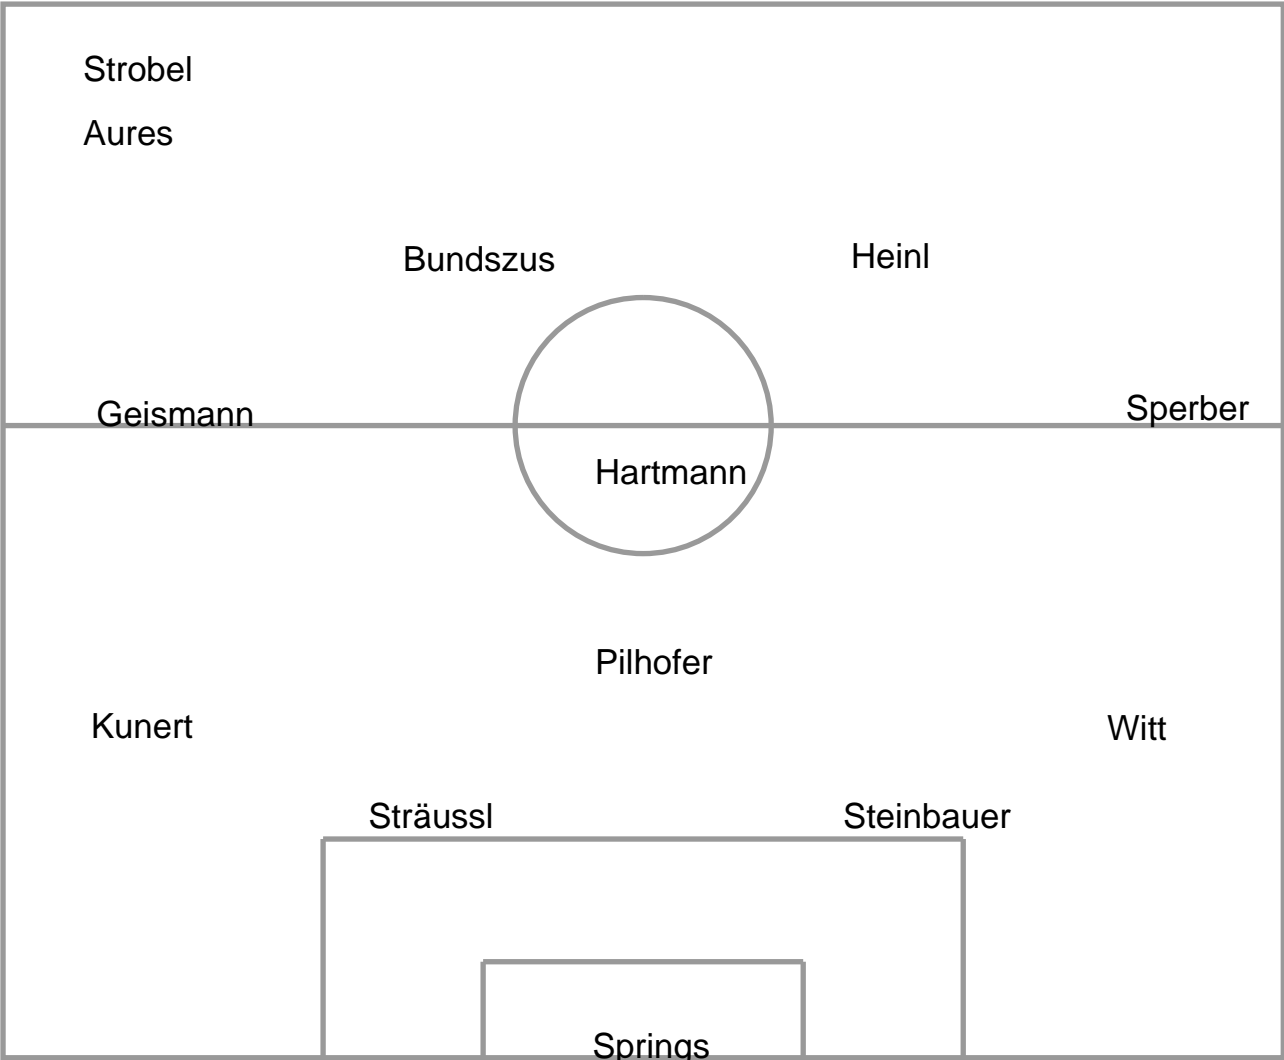 Strobel
Aures
Bundszus
Heinl
Geismann
Sperber
Hartmann
Pilhofer
Kunert
Witt
Sträussl
Steinbauer
Springs